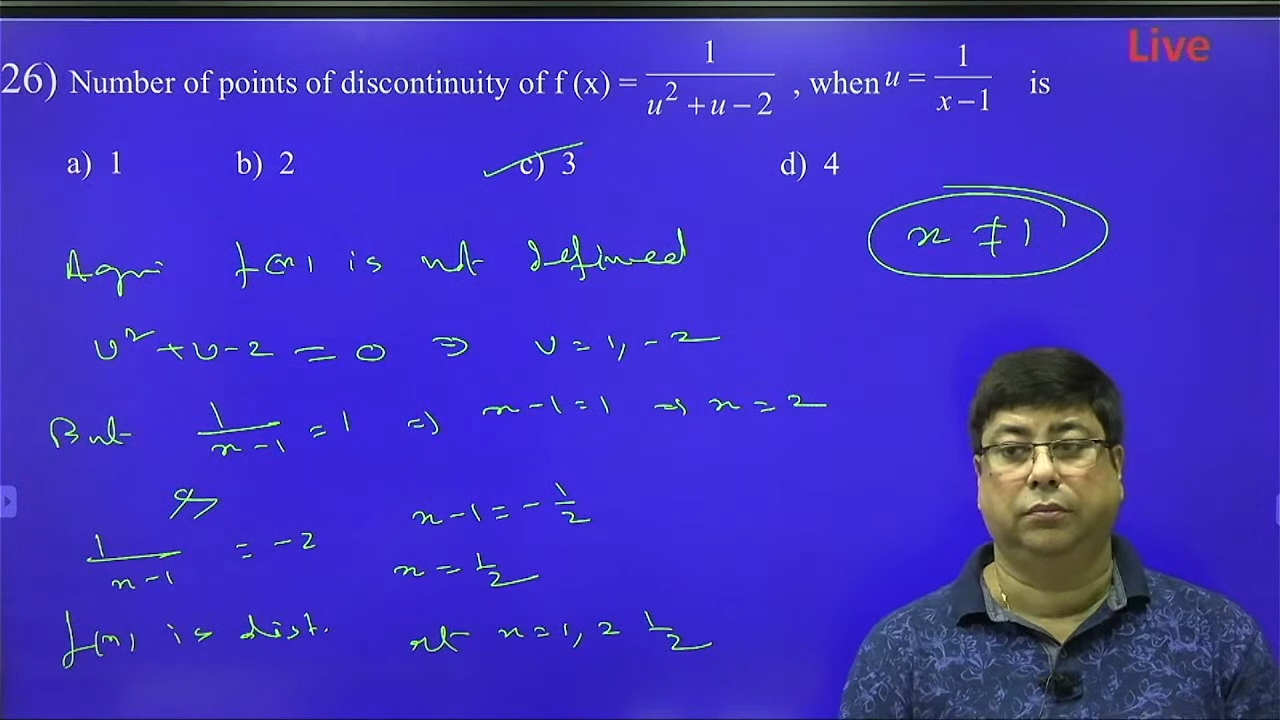 Live
26) Number of points of discontinuity of f (x) = 1/(u² + u − 2) , when u = 1/(x − 1) is
a) 1 b) 2 c) 3 d) 4
x ≠ 1
Again f(x) is not defined
u² + u − 2 = 0 ⇒ u = 1, −2
But 1/(x − 1) = 1 ⇒ x − 1 = 1 ⇒ x = 2
1/(x − 1) = −2 x − 1 = −1/2
x = 1/2
f(x) is dist. at x = 1, 2 1/2